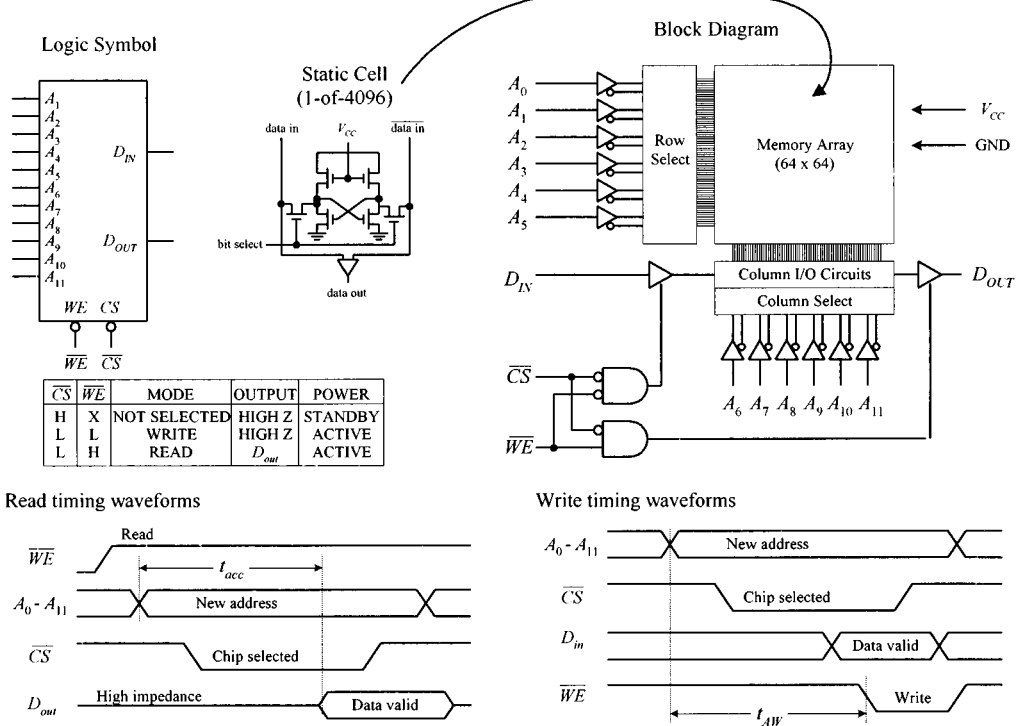 Logic Symbol
A1
A2
A3
A4
A5
A6
A7
A8
A9
A10
A11
DIN
DOUT
WE CS
WE CS
Static Cell
(1-of-4096)
data in
VCC
data in
bit select
data out
Block Diagram
A0
A1
A2
A3
A4
A5
Row
Select
Memory Array
(64 x 64)
VCC
GND
DIN
Column I/O Circuits
DOUT
Column Select
CS
WE
A6 A7 A8 A9 A10 A11
CS WE MODE OUTPUT POWER
H X NOT SELECTED HIGH Z STANDBY
L L WRITE HIGH Z ACTIVE
L H READ Dout ACTIVE
Read timing waveforms
WE
Read
tacc
A0 - A11
New address
CS
Chip selected
Dout
High impedance
Data valid
Write timing waveforms
A0 - A11
New address
CS
Chip selected
Din
Data valid
WE
Write
tAW